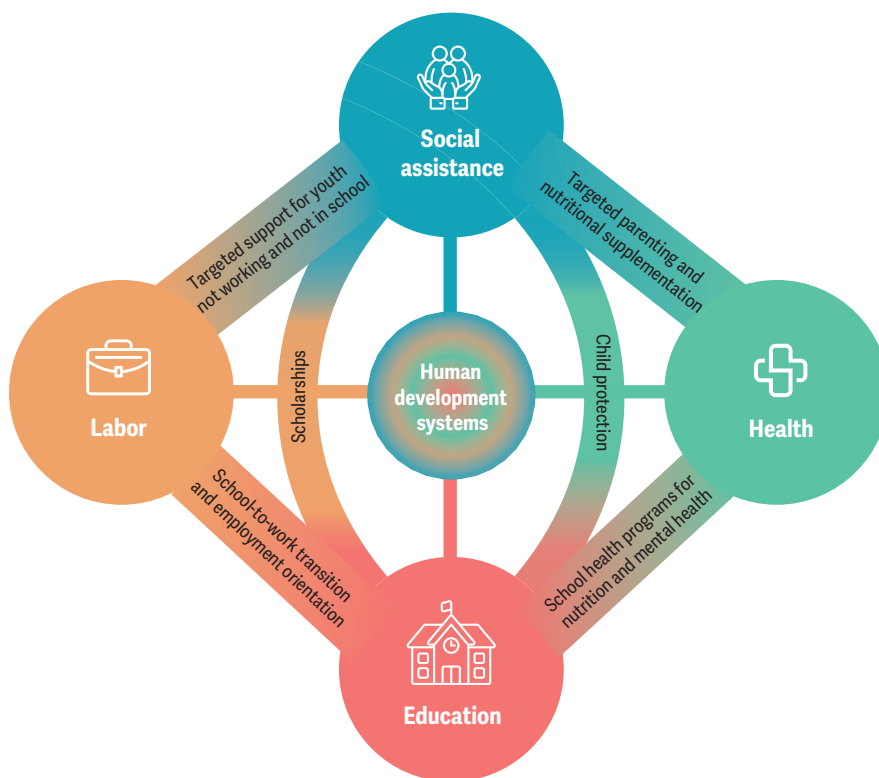 Social
assistance
Targeted support for youth
not working and not in school
Targeted parenting and
nutritional supplementation
Scholarships
Child protection
Human
development
systems
Labor
Health
School-to-work transition
and employment orientation
School health programs for
nutrition and mental health
Education